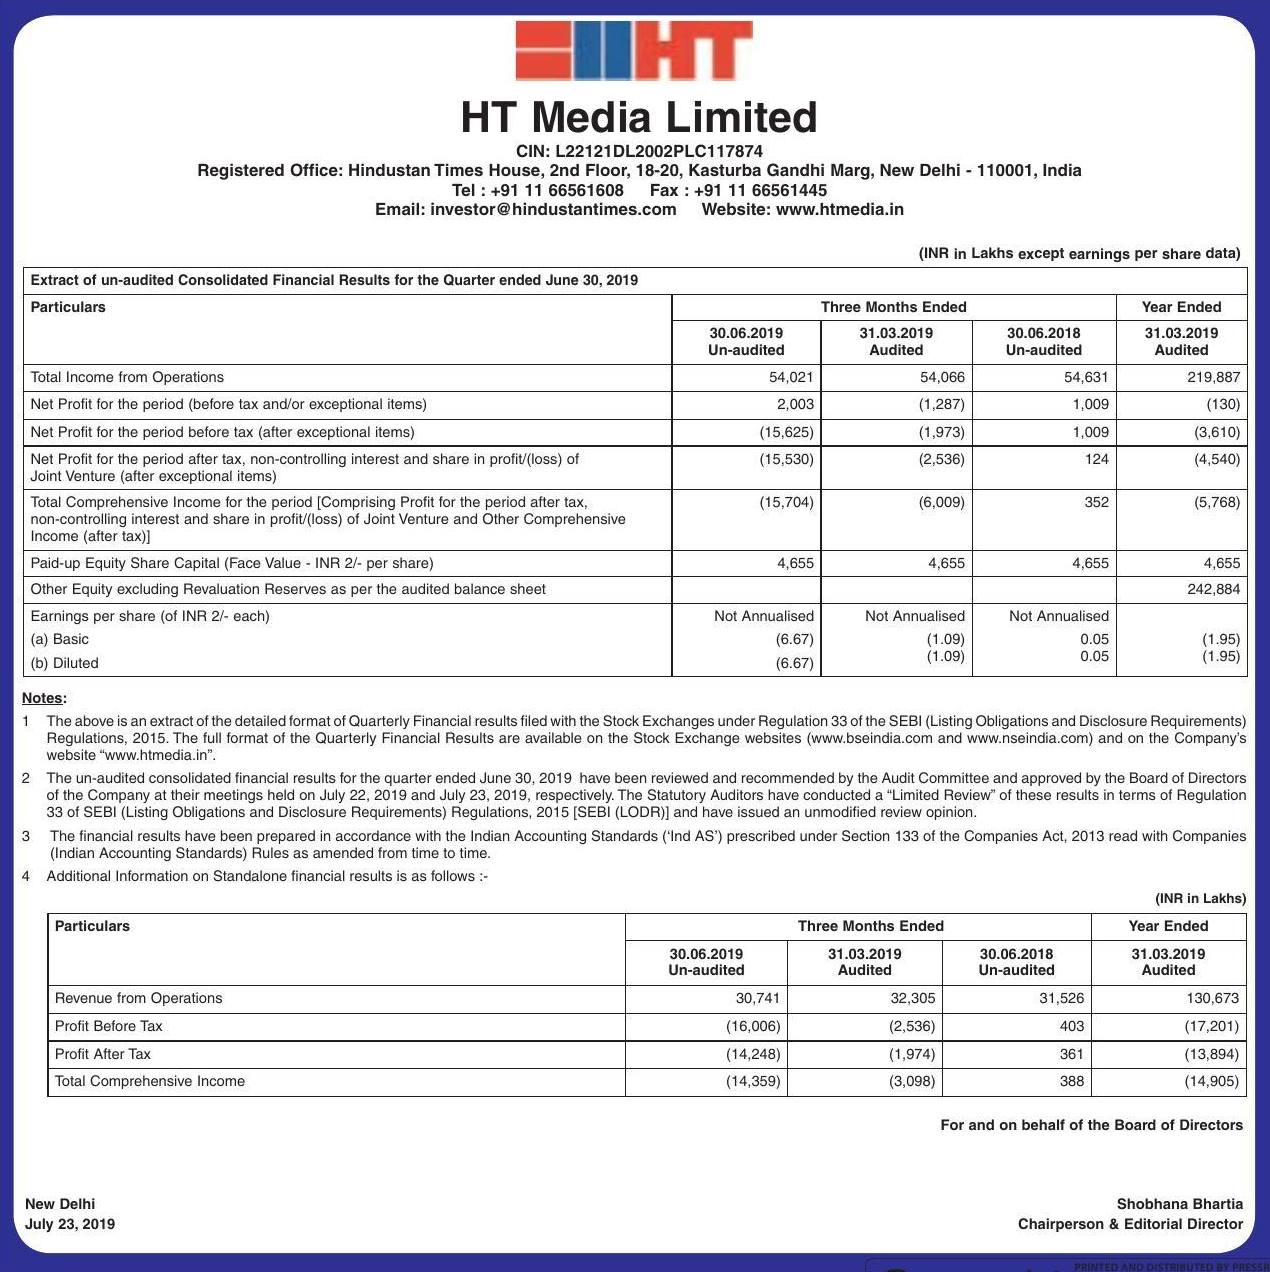 HT
HT Media Limited
CIN: L22121DL2002PLC117874
Registered Office: Hindustan Times House, 2nd Floor, 18-20, Kasturba Gandhi Marg, New Delhi - 110001, India
Tel : +91 11 66561608 Fax : +91 11 66561445
Email: investor@hindustantimes.com Website: www.htmedia.in
(INR in Lakhs except earnings per share data)
Extract of un-audited Consolidated Financial Results for the Quarter ended June 30, 2019
Particulars Three Months Ended Year Ended
30.06.2019 31.03.2019 30.06.2018 31.03.2019
Un-audited Audited Un-audited Audited
Total Income from Operations 54,021 54,066 54,631 219,887
Net Profit for the period (before tax and/or exceptional items) 2,003 (1,287) 1,009 (130)
Net Profit for the period before tax (after exceptional items) (15,625) (1,973) 1,009 (3,610)
Net Profit for the period after tax, non-controlling interest and share in profit/(loss) of (15,530) (2,536) 124 (4,540)
Joint Venture (after exceptional items)
Total Comprehensive Income for the period [Comprising Profit for the period after tax, (15,704) (6,009) 352 (5,768)
non-controlling interest and share in profit/(loss) of Joint Venture and Other Comprehensive
Income (after tax)]
Paid-up Equity Share Capital (Face Value - INR 2/- per share) 4,655 4,655 4,655 4,655
Other Equity excluding Revaluation Reserves as per the audited balance sheet 242,884
Earnings per share (of INR 2/- each) Not Annualised Not Annualised Not Annualised
(a) Basic (6.67) (1.09) 0.05 (1.95)
(b) Diluted (6.67) (1.09) 0.05 (1.95)
Notes:
1 The above is an extract of the detailed format of Quarterly Financial results filed with the Stock Exchanges under Regulation 33 of the SEBI (Listing Obligations and Disclosure Requirements)
Regulations, 2015. The full format of the Quarterly Financial Results are available on the Stock Exchange websites (www.bseindia.com and www.nseindia.com) and on the Company's
website “www.htmedia.in”.
2 The un-audited consolidated financial results for the quarter ended June 30, 2019 have been reviewed and recommended by the Audit Committee and approved by the Board of Directors
of the Company at their meetings held on July 22, 2019 and July 23, 2019, respectively. The Statutory Auditors have conducted a “Limited Review” of these results in terms of Regulation
33 of SEBI (Listing Obligations and Disclosure Requirements) Regulations, 2015 [SEBI (LODR)] and have issued an unmodified review opinion.
3 The financial results have been prepared in accordance with the Indian Accounting Standards (‘Ind AS’) prescribed under Section 133 of the Companies Act, 2013 read with Companies
(Indian Accounting Standards) Rules as amended from time to time.
4 Additional Information on Standalone financial results is as follows :-
(INR in Lakhs)
Particulars Three Months Ended Year Ended
30.06.2019 31.03.2019 30.06.2018 31.03.2019
Un-audited Audited Un-audited Audited
Revenue from Operations 30,741 32,305 31,526 130,673
Profit Before Tax (16,006) (2,536) 403 (17,201)
Profit After Tax (14,248) (1,974) 361 (13,894)
Total Comprehensive Income (14,359) (3,098) 388 (14,905)
For and on behalf of the Board of Directors
New Delhi Shobhana Bhartia
July 23, 2019 Chairperson & Editorial Director
PRINTED AND DISTRIBUTED BY